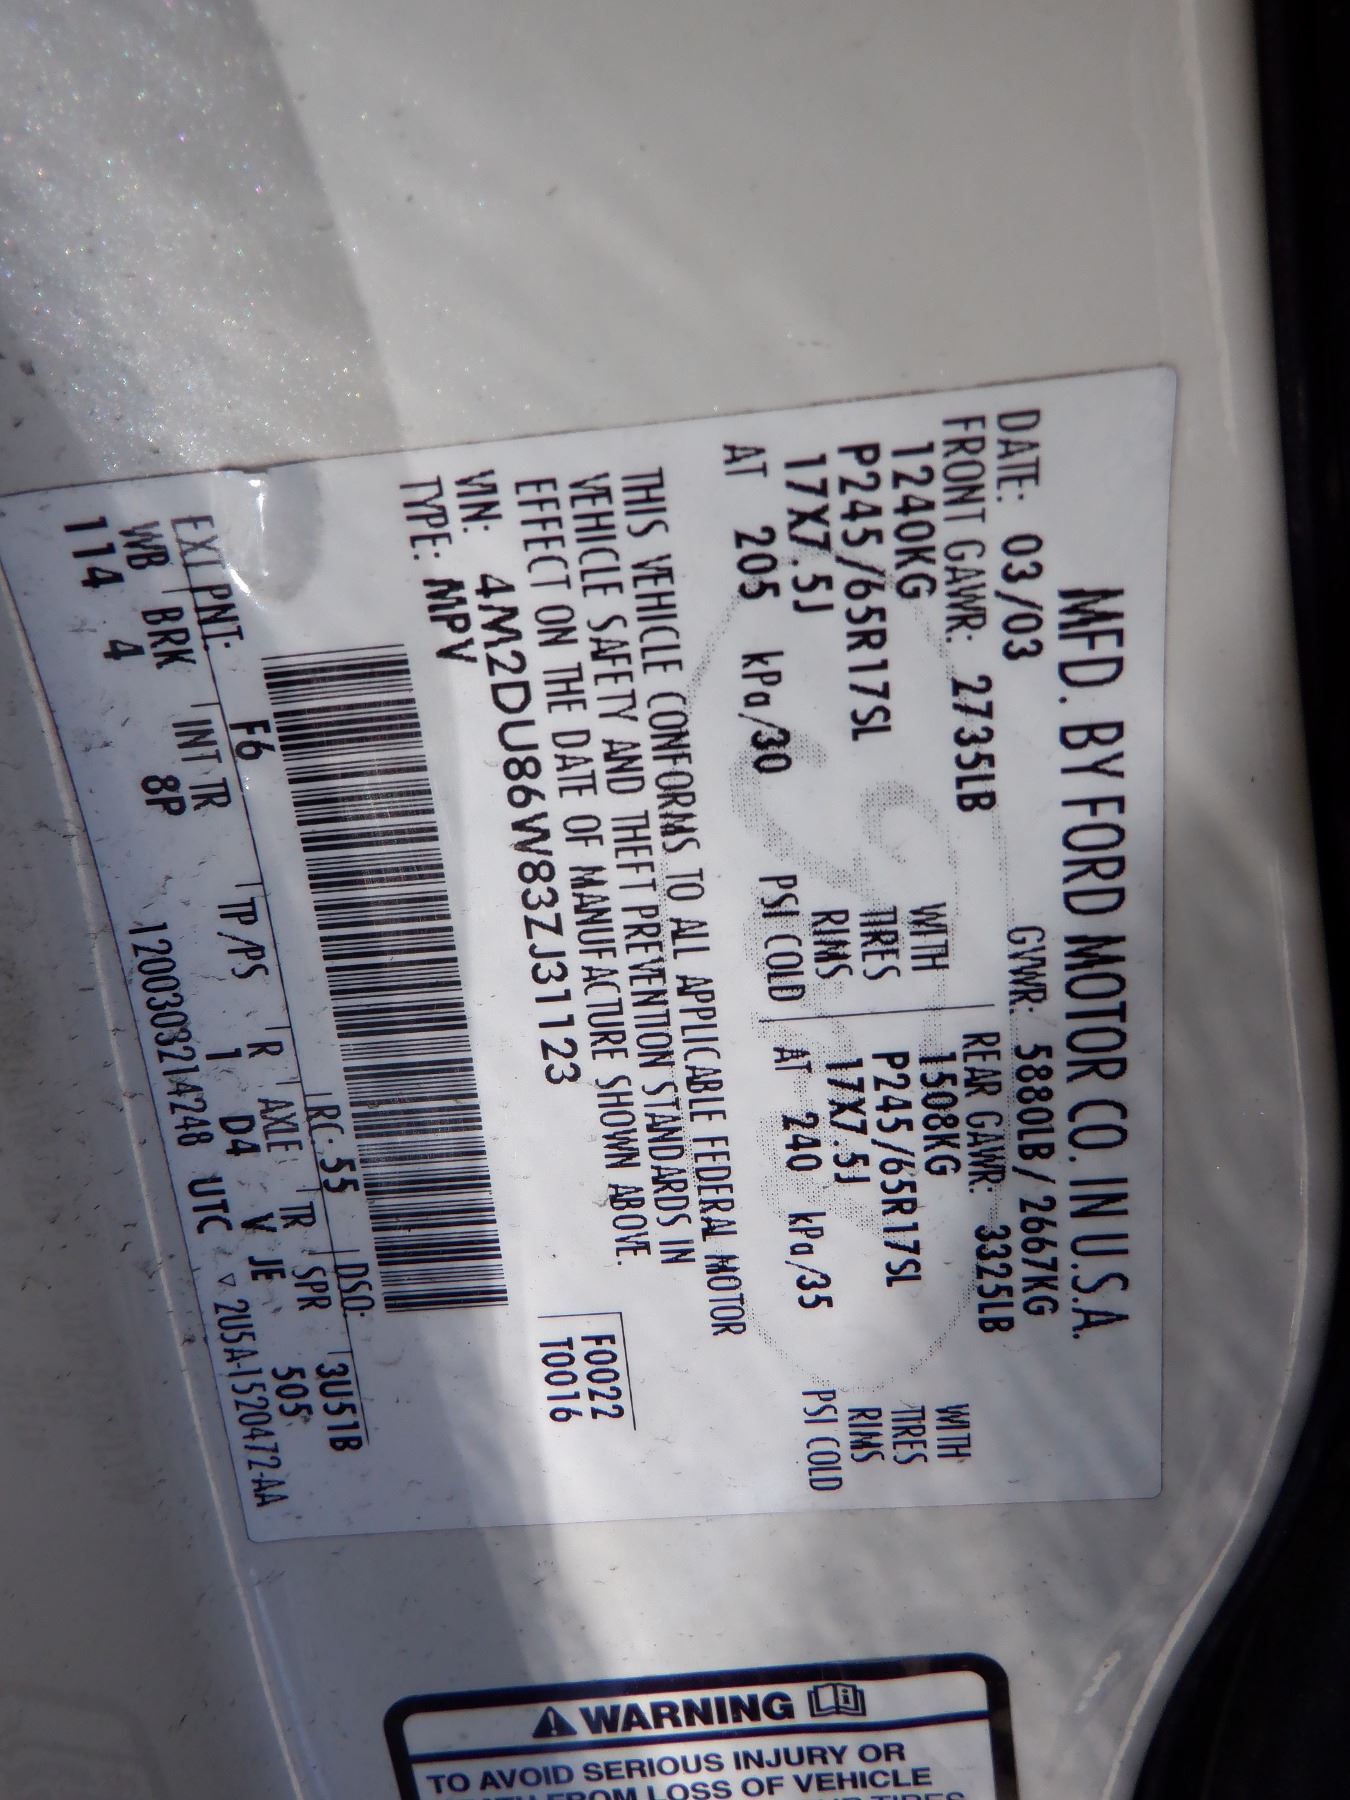 MFD. BY FORD MOTOR CO. IN U.S.A.
DATE: 03/03 GVWR: 5880LB/2667KG
FRONT GAWR: 2735LB REAR GAWR: 3325LB
1240KG WITH 1508KG WITH
P245/65R17SL TIRES P245/65R17SL TIRES
17X7.5J RIMS 17X7.5J RIMS
AT 205 kPa/30 PSI COLD AT 240 kPa/35 PSI COLD
THIS VEHICLE CONFORMS TO ALL APPLICABLE FEDERAL MOTOR
VEHICLE SAFETY AND THEFT PREVENTION STANDARDS IN
EFFECT ON THE DATE OF MANUFACTURE SHOWN ABOVE.
VIN: 4M2DU86W83ZJ31123 F0022
TYPE: MPV T0016
EXT PNT: F6 RC: 55 DSO: 3U51B
WB BRK INT TR TP/PS R AXLE TR SPR 505
114 4 8P 1 D4 V JE
1200303214248 UTC ▽ 2U5A-1520472-AA
WARNING
TO AVOID SERIOUS INJURY OR
FROM LOSS OF VEHICLE